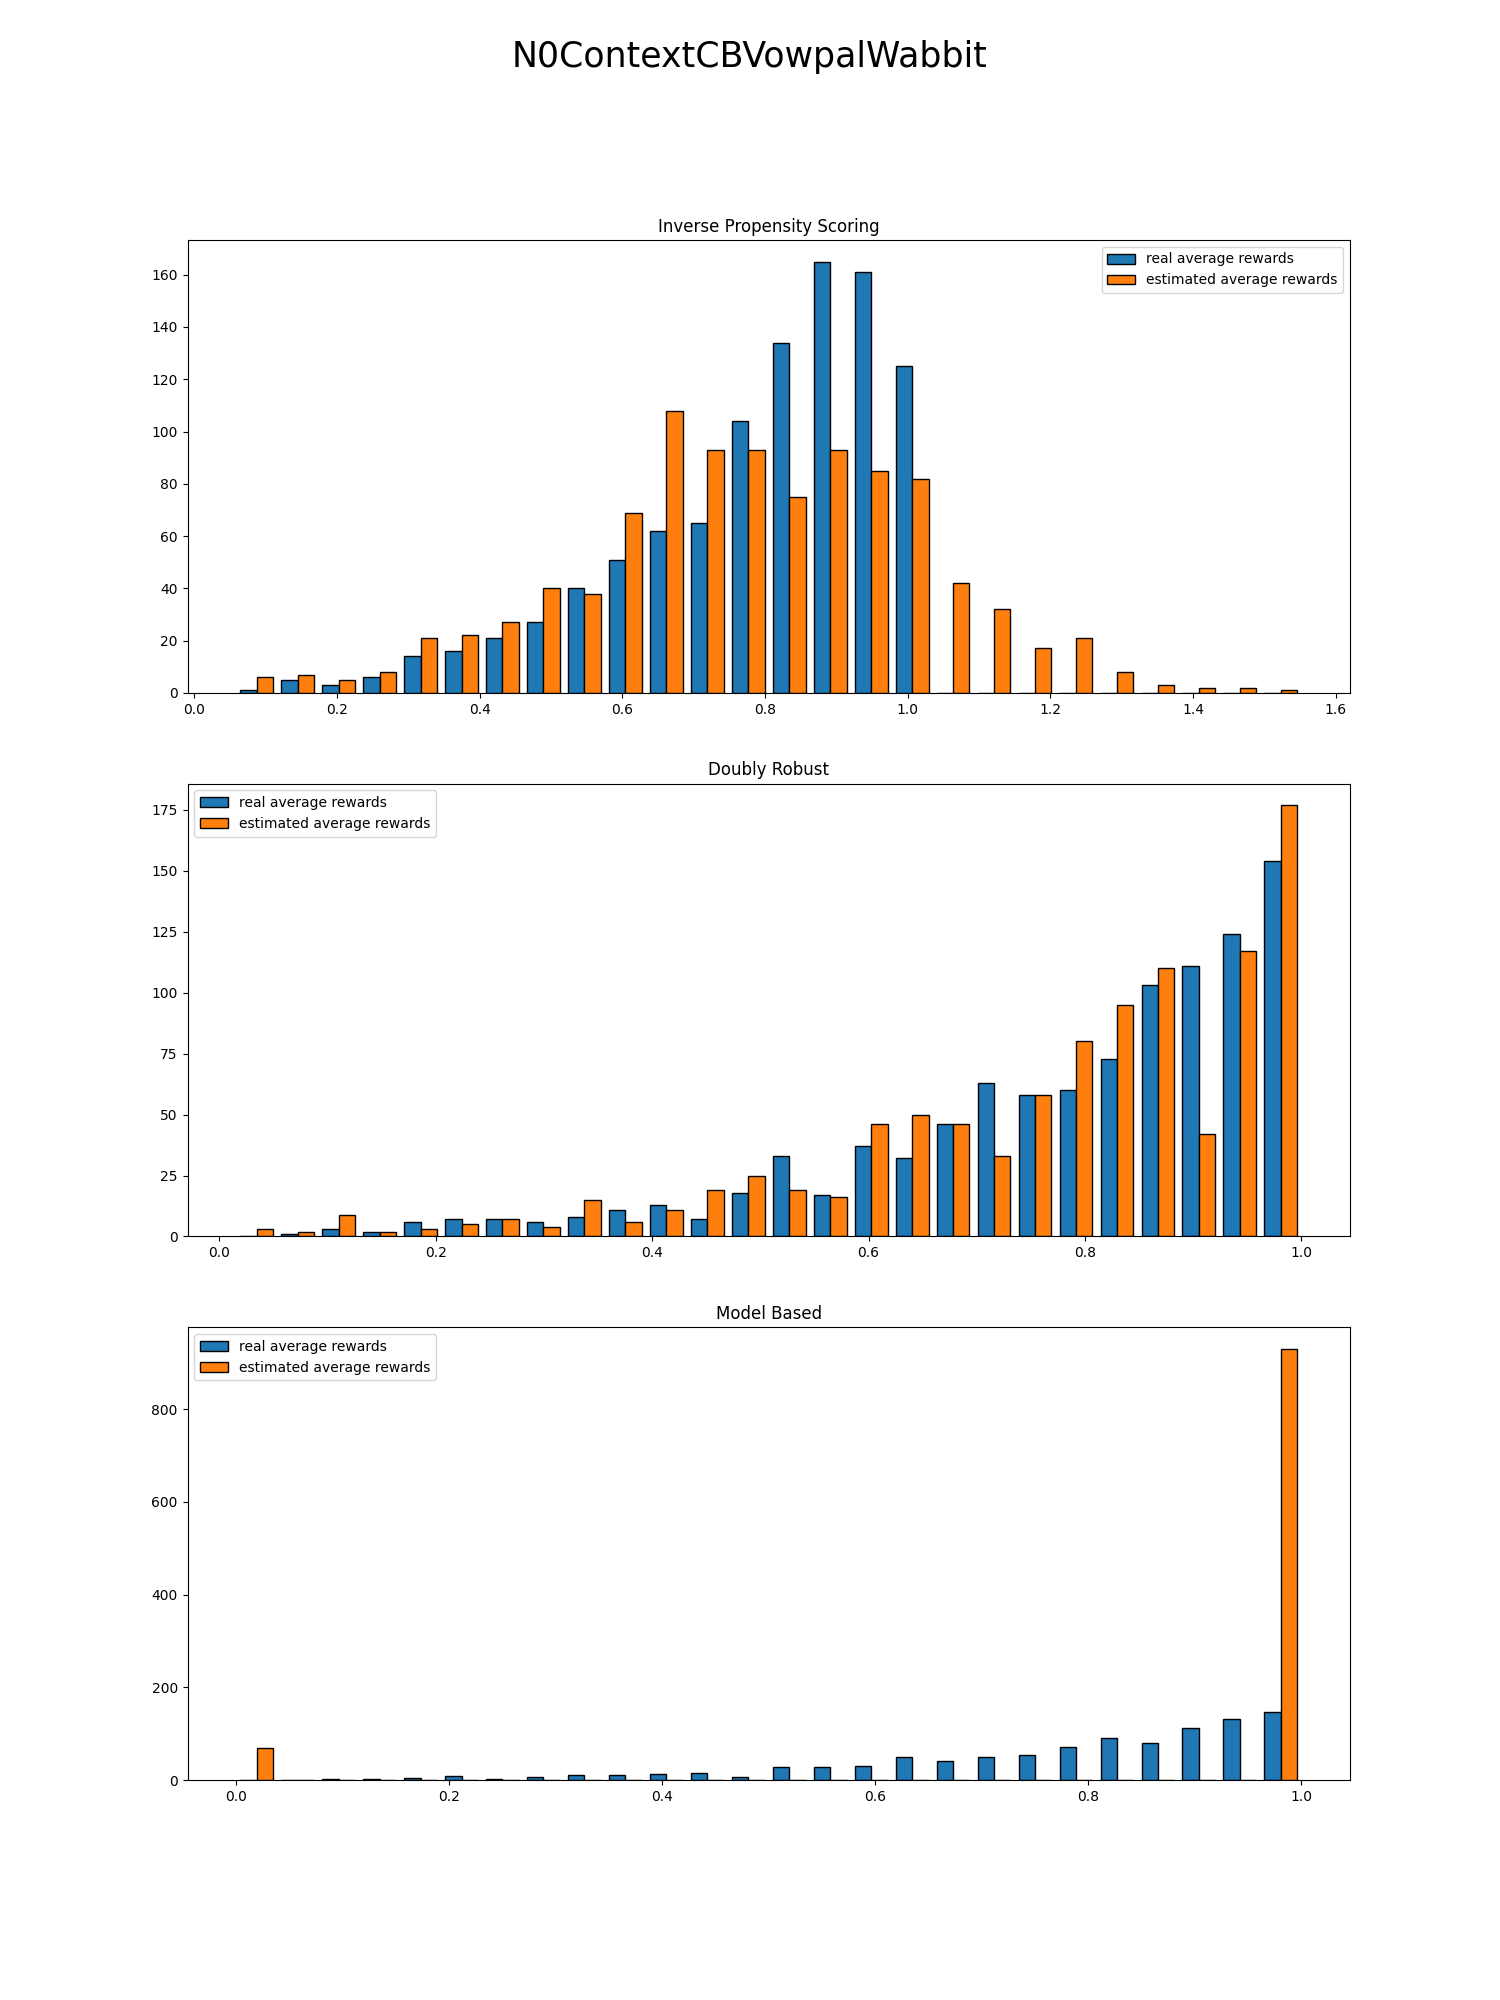 N0ContextCBVowpalWabbit
Inverse Propensity Scoring
real average rewards
estimated average rewards
160
140
120
100
80
60
40
20
0
0.0 0.2 0.4 0.6 0.8 1.0 1.2 1.4 1.6
Doubly Robust
real average rewards
estimated average rewards
175
150
125
100
75
50
25
0
0.0 0.2 0.4 0.6 0.8 1.0
Model Based
real average rewards
estimated average rewards
800
600
400
200
0
0.0 0.2 0.4 0.6 0.8 1.0